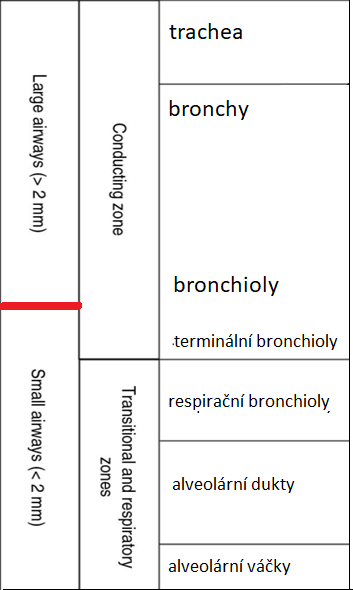 Large airways (> 2 mm)
Small airways (< 2 mm)
Conducting zone
Transitional and respiratory
zones
trachea
bronchy
bronchioly
terminální bronchioly
respirační bronchioly
alveolární dukty
alveolární váčky